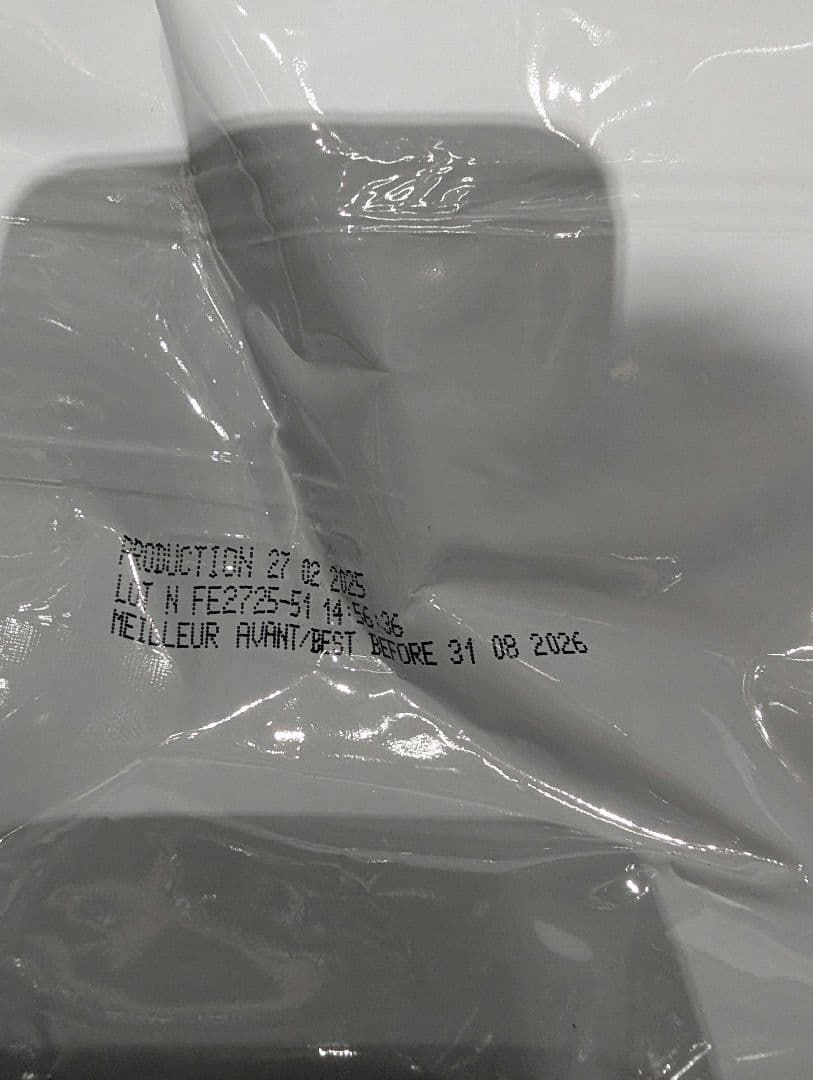 PRODUCTION 27 02 2025
LOT N FE2725-51 14:56:36
MEILLEUR AVANT/BEST BEFORE 31 08 2026